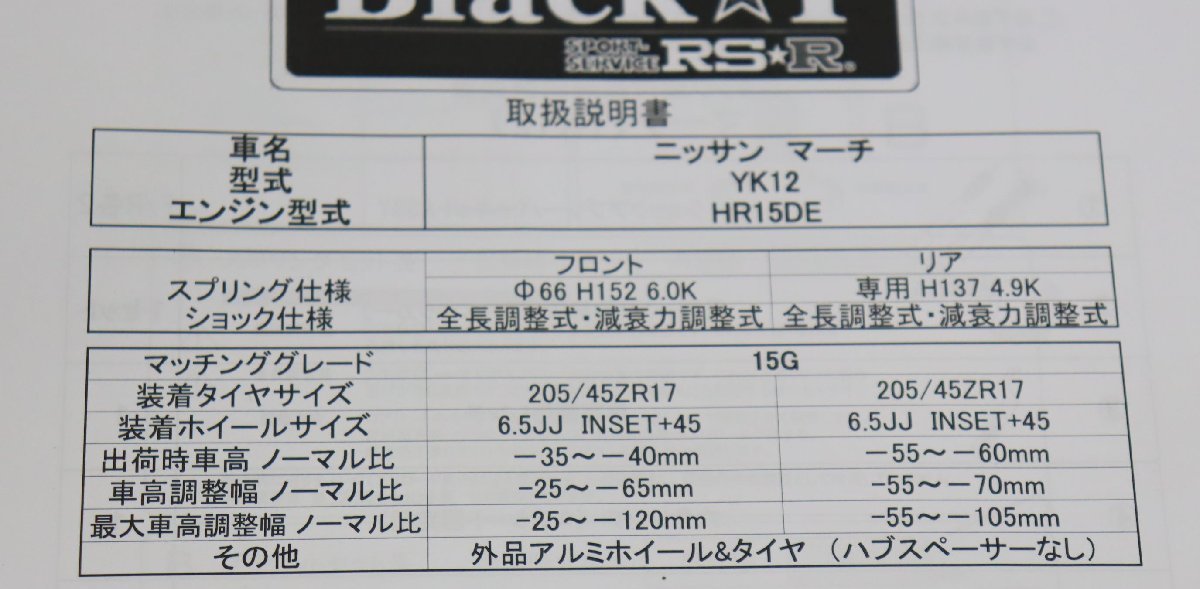 Black☆i
SPORT-
SERVICE RS★R®
取扱説明書
車名 ニッサン マーチ
型式 YK12
エンジン型式 HR15DE
フロント リア
スプリング仕様 Φ66 H152 6.0K 専用 H137 4.9K
ショック仕様 全長調整式・減衰力調整式 全長調整式・減衰力調整式
マッチンググレード 15G
装着タイヤサイズ 205/45ZR17 205/45ZR17
装着ホイールサイズ 6.5JJ INSET+45 6.5JJ INSET+45
出荷時車高 ノーマル比 －35～－40mm －55～－60mm
車高調整幅 ノーマル比 -25～－65mm -55～－70mm
最大車高調整幅 ノーマル比 -25～－120mm -55～－105mm
その他 外品アルミホイール&タイヤ （ハブスペーサーなし）